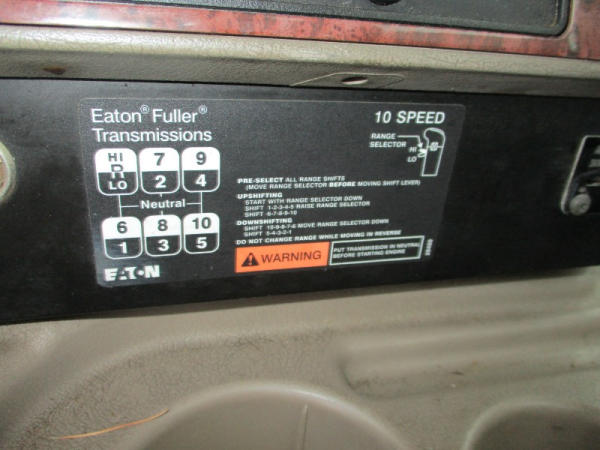 Eaton® Fuller®
Transmissions
10 SPEED
RANGE
SELECTOR
HI
LO
HI R LO
7 2
9 4
Neutral
6 1
8 3
10 5
EATON
PRE-SELECT ALL RANGE SHIFTS
(MOVE RANGE SELECTOR BEFORE MOVING SHIFT LEVER)
UPSHIFTING
START WITH RANGE SELECTOR DOWN
SHIFT 1-2-3-4-5 RAISE RANGE SELECTOR
SHIFT 6-7-8-9-10
DOWNSHIFTING
SHIFT 10-9-8-7-6 MOVE RANGE SELECTOR DOWN
SHIFT 5-4-3-2-1
DO NOT CHANGE RANGE WHILE MOVING IN REVERSE
WARNING
PUT TRANSMISSION IN NEUTRAL
BEFORE STARTING ENGINE